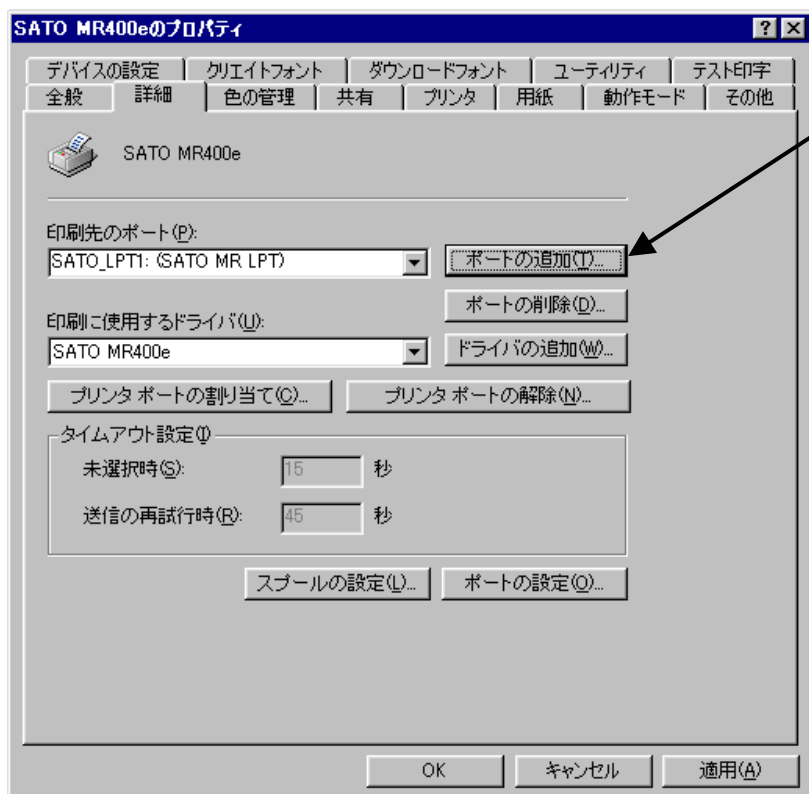 SATO MR400eのプロパティ
デバイスの設定 クリエイトフォント ダウンロードフォント ユーティリティ テスト印字
全般 詳細 色の管理 共有 プリンタ 用紙 動作モード その他
SATO MR400e
印刷先のポート(P):
SATO_LPT1: (SATO MR LPT) ポートの追加(T)...
ポートの削除(D)...
印刷に使用するドライバ(U):
SATO MR400e ドライバの追加(W)...
プリンタ ポートの割り当て(C)... プリンタ ポートの解除(N)...
タイムアウト設定(I)
未選択時(S): 15 秒
送信の再試行時(R): 45 秒
スプールの設定(L)... ポートの設定(O)...
OK キャンセル 適用(A)